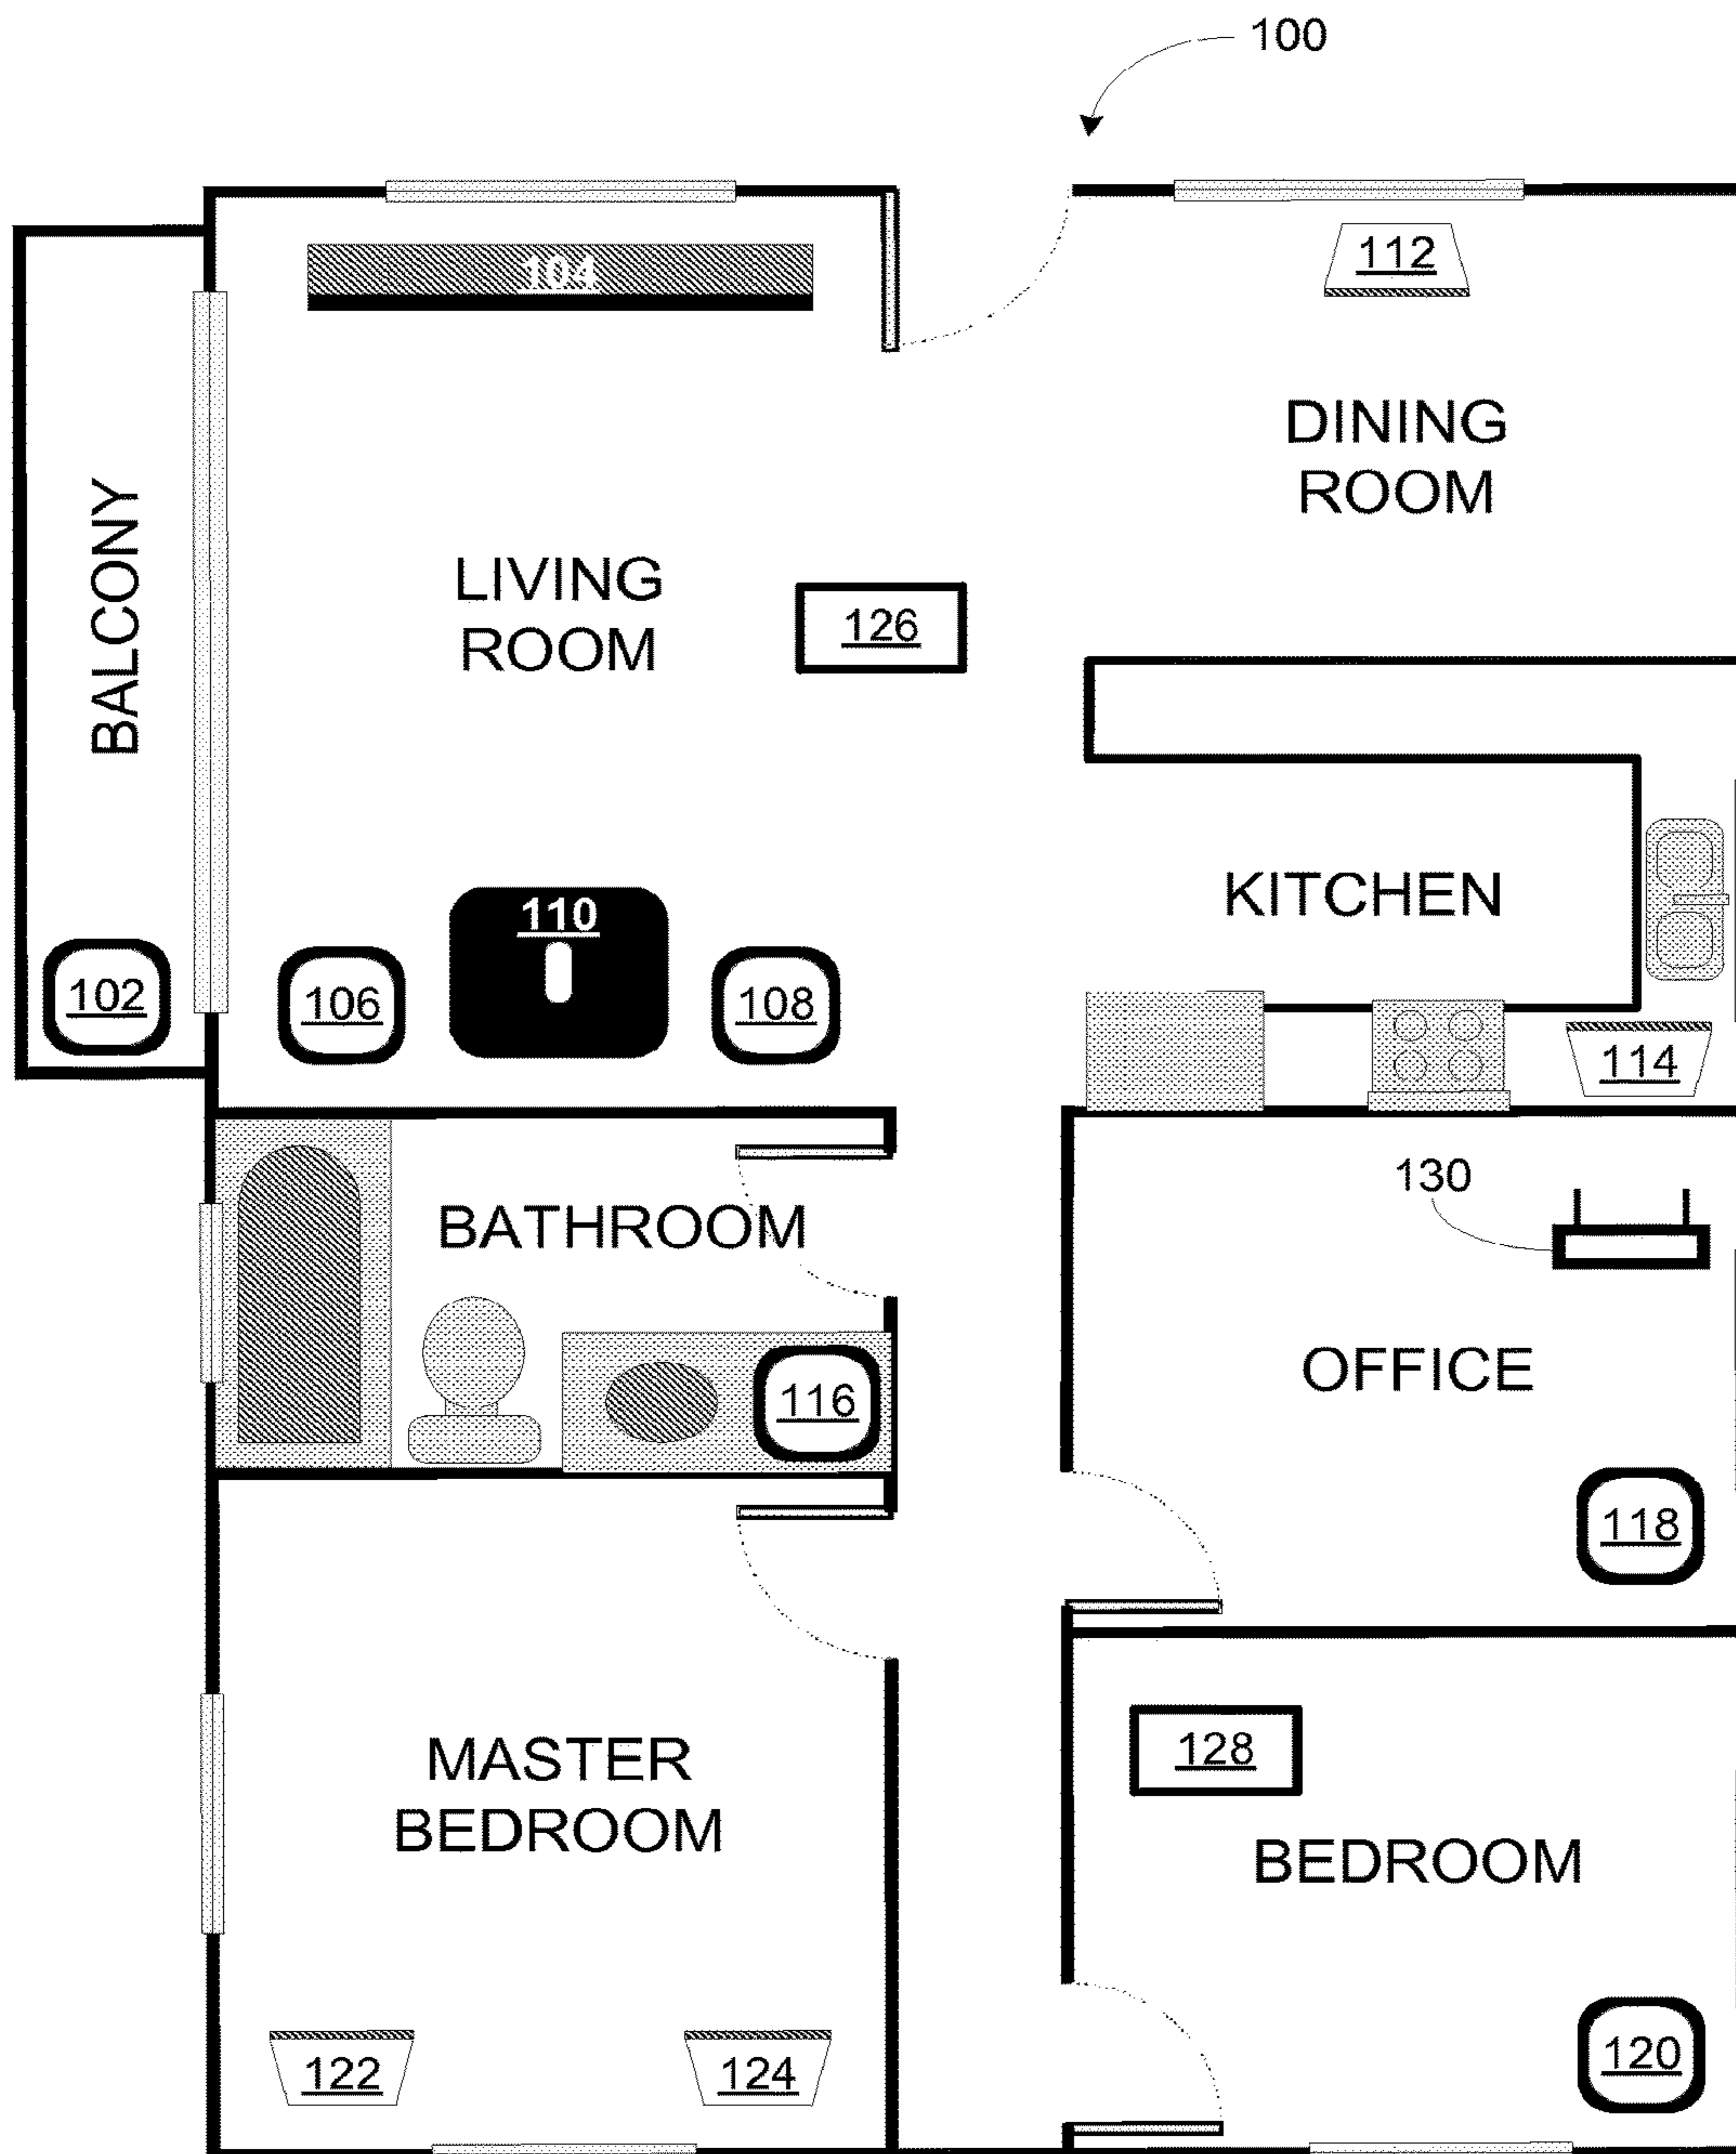 100
104
112
DINING
ROOM
BALCONY
LIVING
ROOM
126
KITCHEN
110
102
106
108
114
BATHROOM
130
OFFICE
116
118
MASTER
BEDROOM
128
BEDROOM
122
124
120